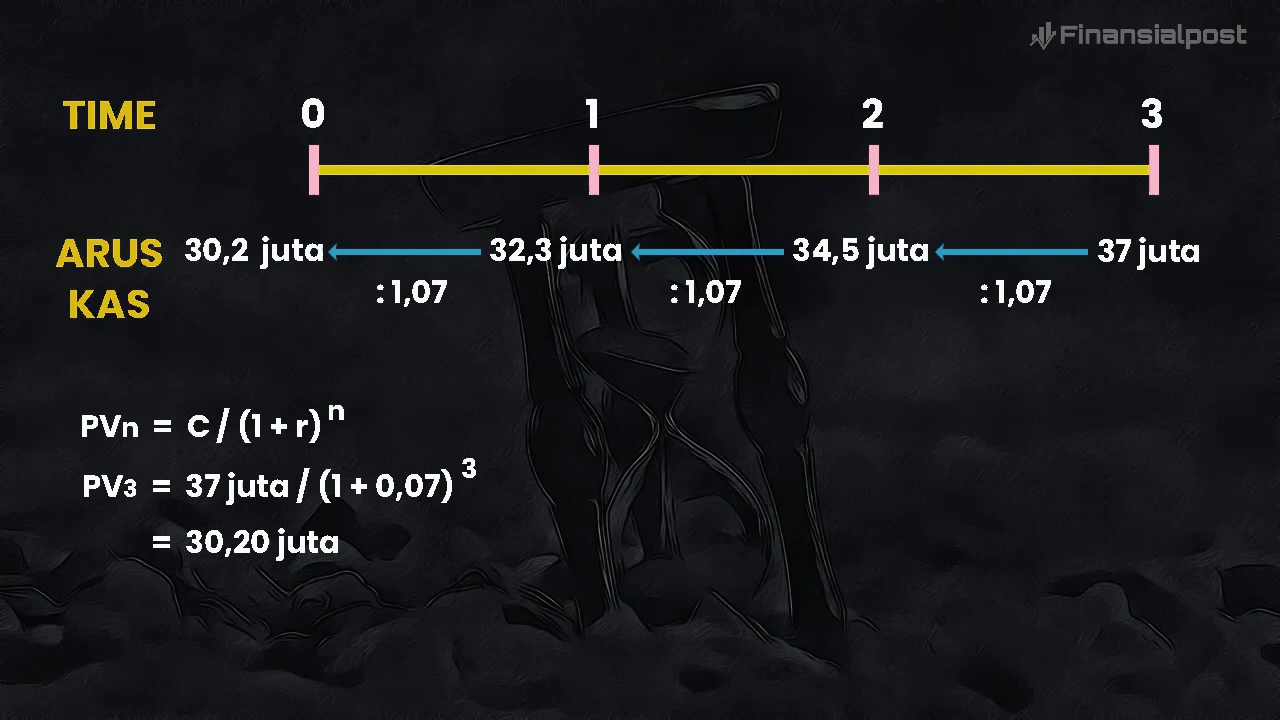 Finansialpost
TIME 0 1 2 3
ARUS KAS
30,2 juta 32,3 juta 34,5 juta 37 juta
: 1,07 : 1,07 : 1,07
PVn = C / (1 + r) n
PV3 = 37 juta / (1 + 0,07) 3
= 30,20 juta